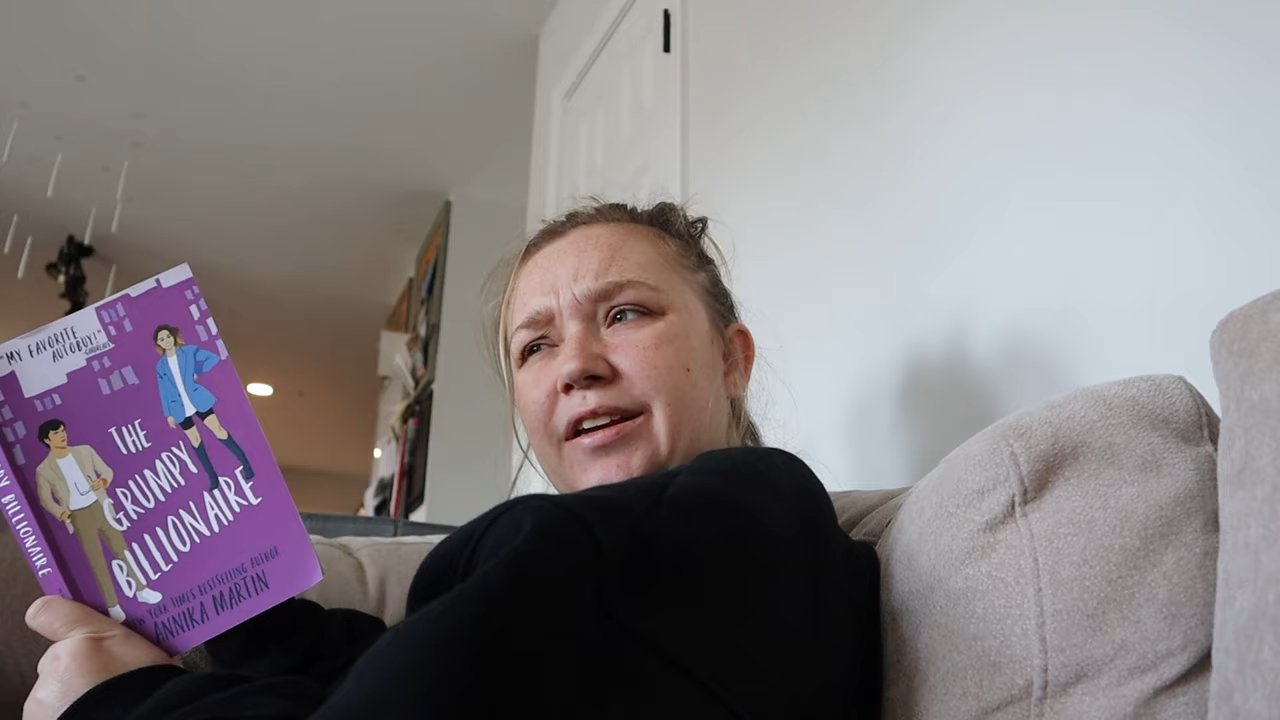 "MY FAVORITE
AUTOBUY!"
THE
GRUMPY
BILLIONAIRE
NEW YORK TIMES BESTSELLING AUTHOR
ANNIKA MARTIN
BILLIONAIRE